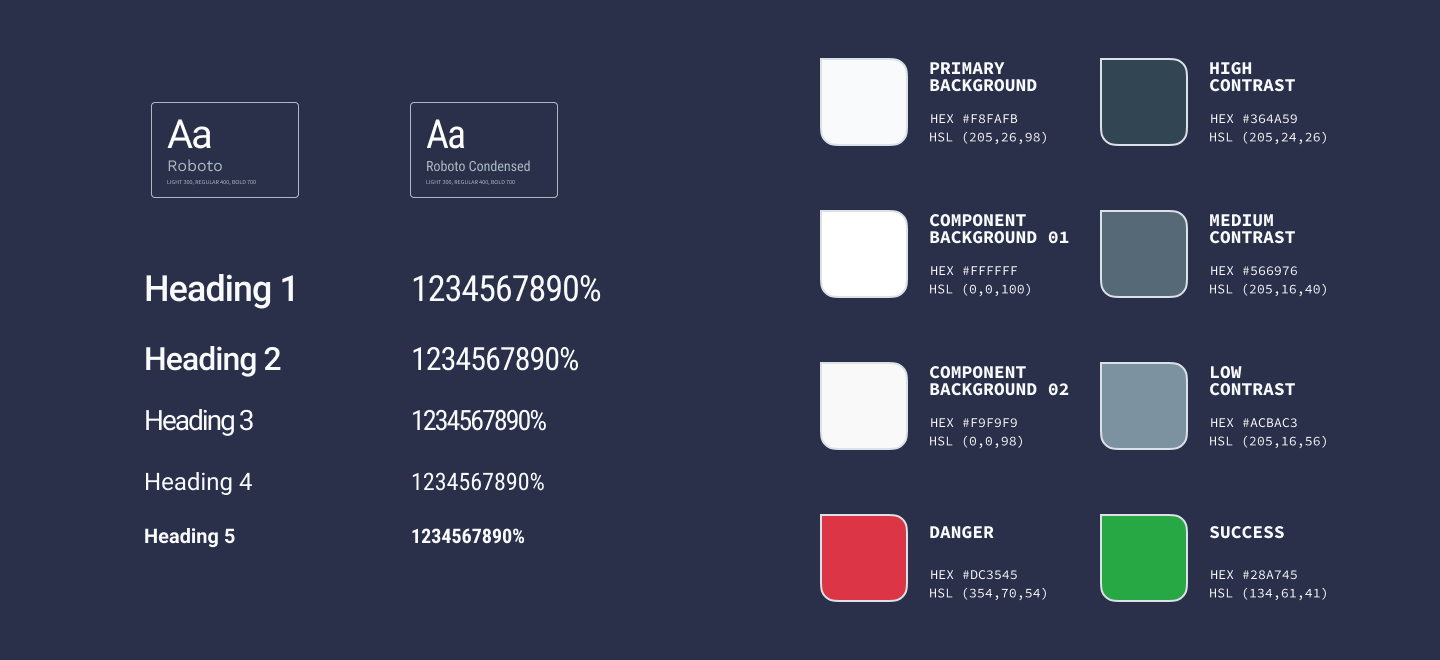 Aa
Roboto
LIGHT 300, REGULAR 400, BOLD 700
Aa
Roboto Condensed
LIGHT 300, REGULAR 400, BOLD 700
Heading 1
1234567890%
Heading 2
1234567890%
Heading 3
1234567890%
Heading 4
1234567890%
Heading 5
1234567890%
PRIMARY
BACKGROUND
HEX #F8FAFB
HSL (205,26,98)
HIGH
CONTRAST
HEX #364A59
HSL (205,24,26)
COMPONENT
BACKGROUND 01
HEX #FFFFFF
HSL (0,0,100)
MEDIUM
CONTRAST
HEX #566976
HSL (205,16,40)
COMPONENT
BACKGROUND 02
HEX #F9F9F9
HSL (0,0,98)
LOW
CONTRAST
HEX #ACBAC3
HSL (205,16,56)
DANGER
HEX #DC3545
HSL (354,70,54)
SUCCESS
HEX #28A745
HSL (134,61,41)